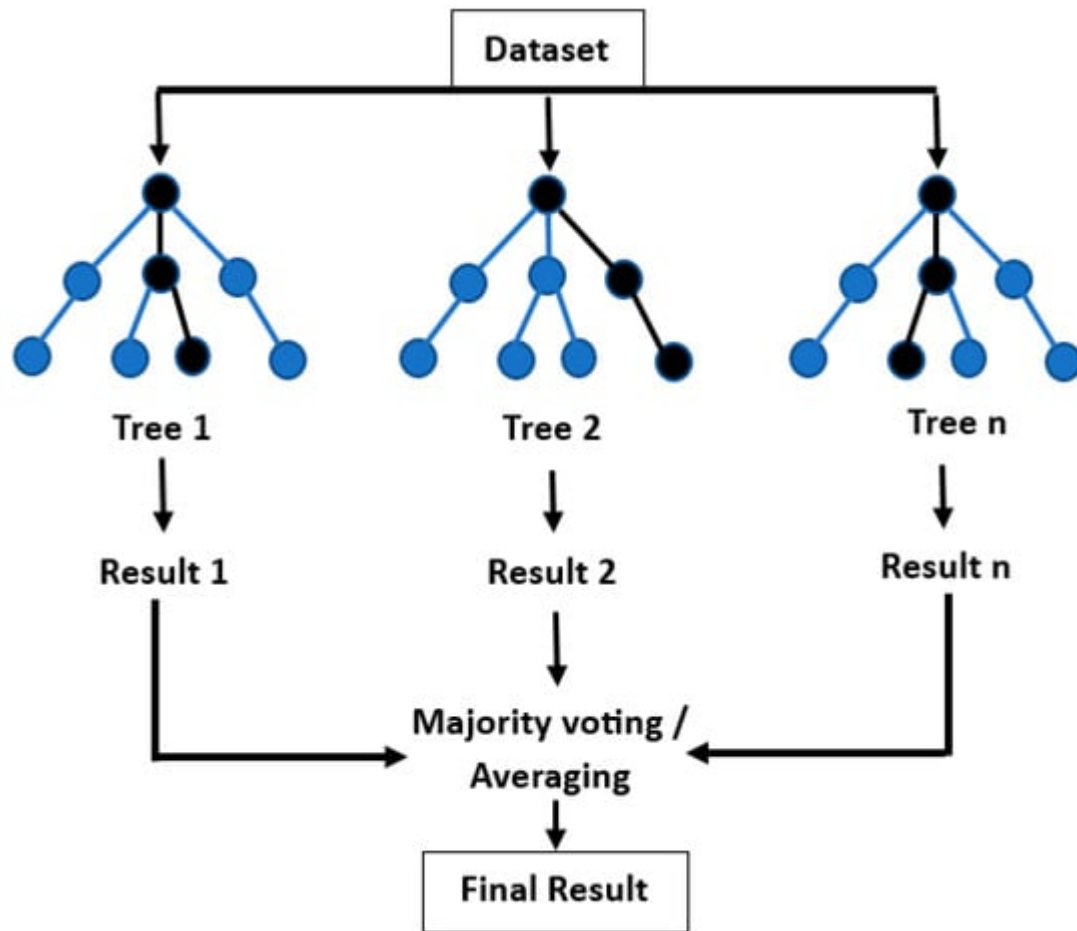 Dataset
Tree 1
Tree 2
Tree n
Result 1
Result 2
Result n
Majority voting /
Averaging
Final Result